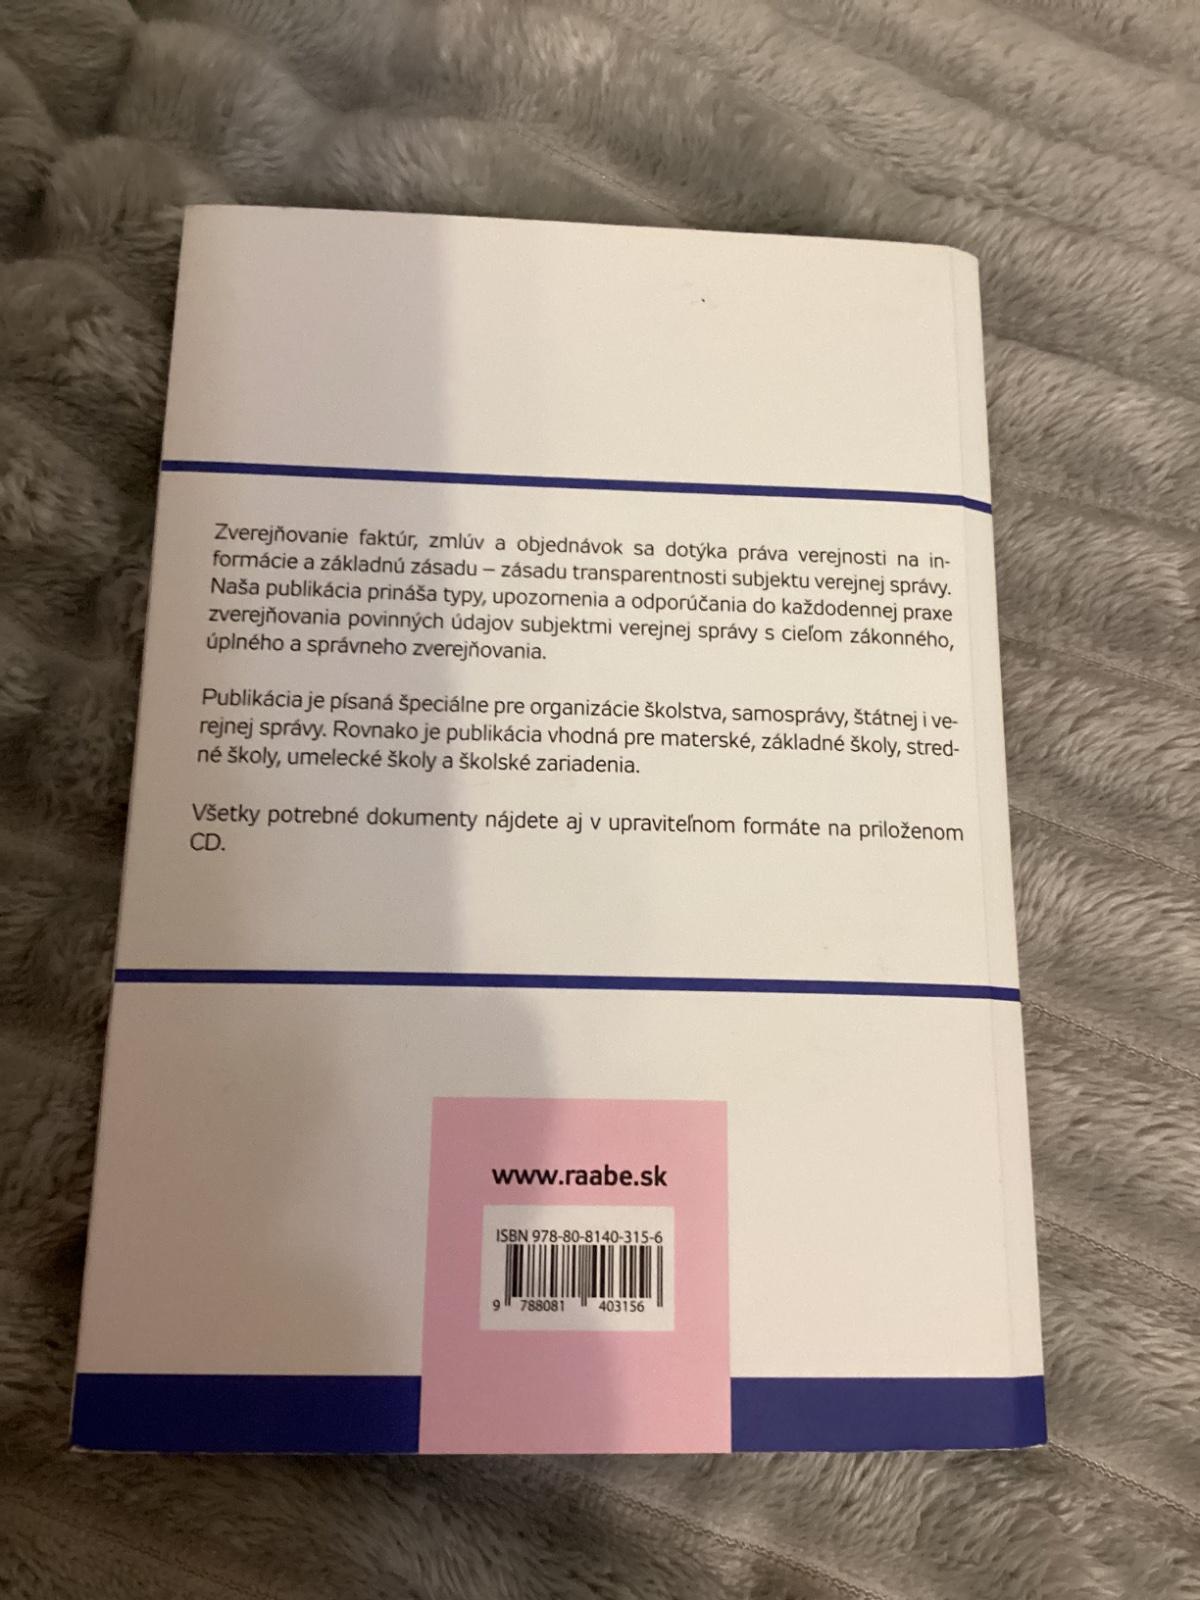 Zverejňovanie faktúr, zmlúv a objednávok sa dotýka práva verejnosti na in-
formácie a základnú zásadu – zásadu transparentnosti subjektu verejnej správy.
Naša publikácia prináša typy, upozornenia a odporúčania do každodennej praxe
zverejňovania povinných údajov subjektmi verejnej správy s cieľom zákonného,
úplného a správneho zverejňovania.
Publikácia je písaná špeciálne pre organizácie školstva, samosprávy, štátnej i ve-
rejnej správy. Rovnako je publikácia vhodná pre materské, základné školy, stred-
né školy, umelecké školy a školské zariadenia.
Všetky potrebné dokumenty nájdete aj v upraviteľnom formáte na priloženom
CD.
www.raabe.sk
ISBN 978-80-8140-315-6
9 788081 403156